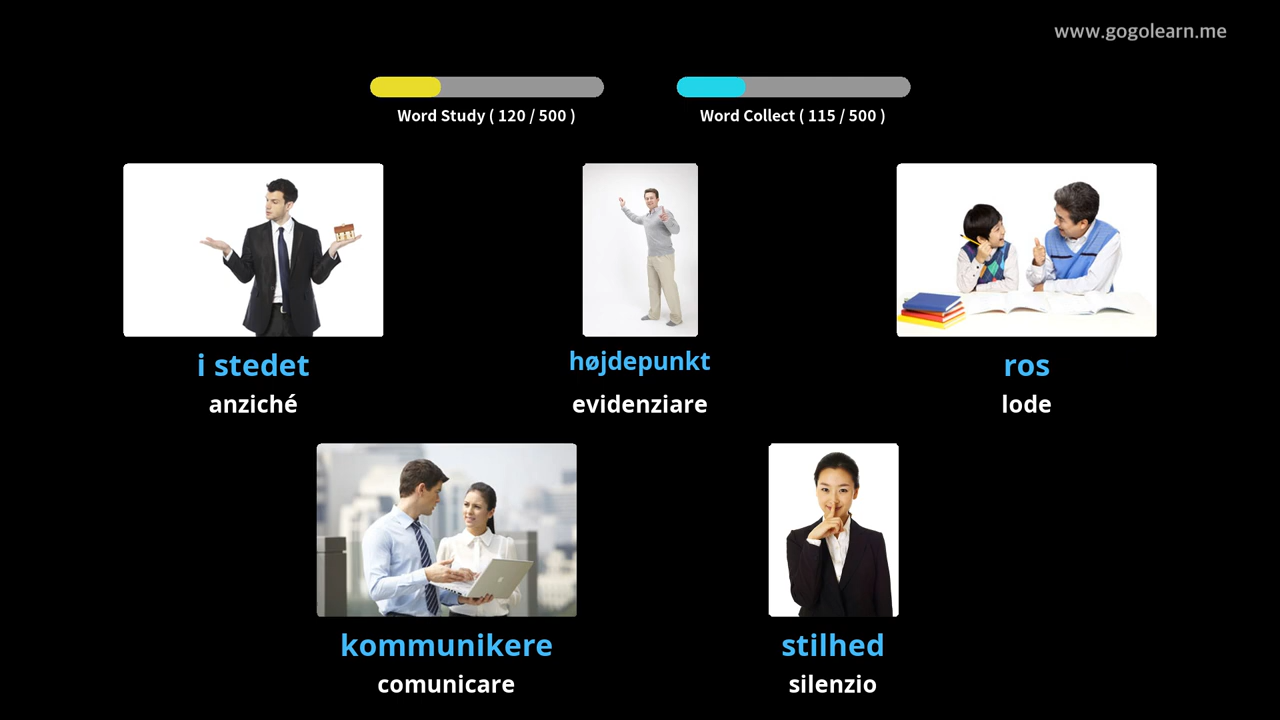 www.gogolearn.me
Word Study ( 120 / 500 )
Word Collect ( 115 / 500 )
i stedet
anziché
højdepunkt
evidenziare
ros
lode
kommunikere
comunicare
stilhed
silenzio